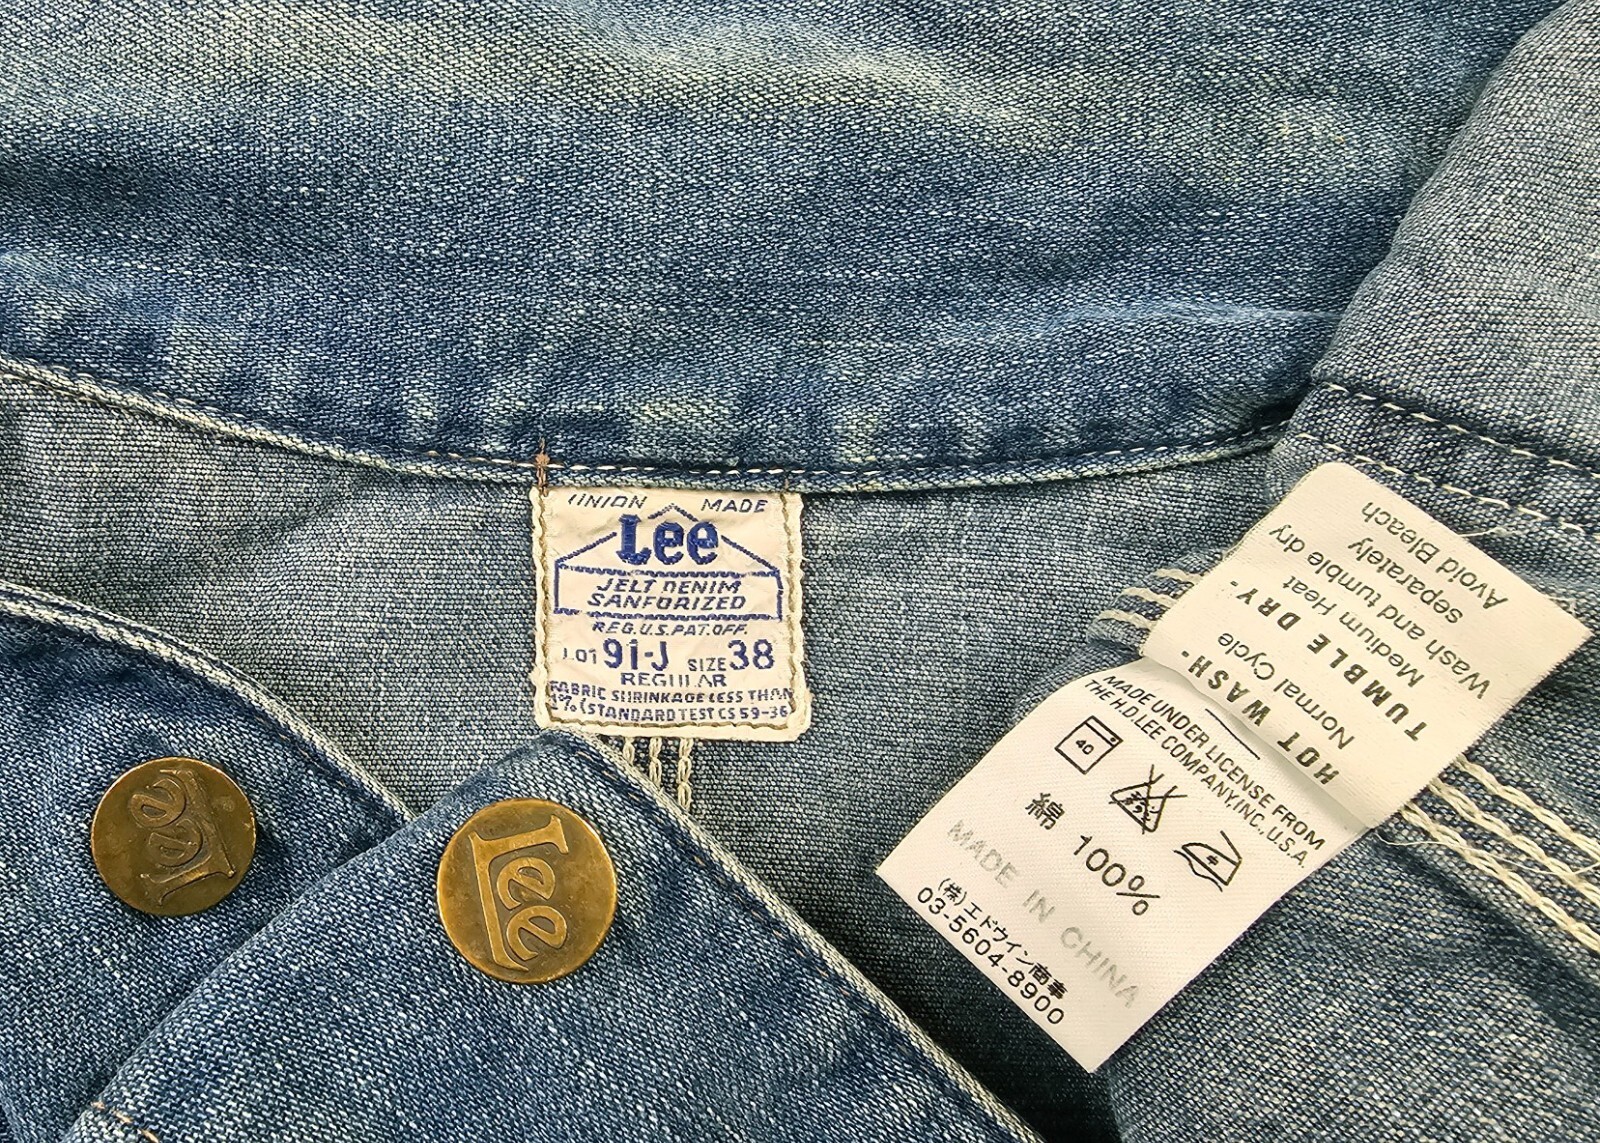 UNION MADE
Lee
JELT DENIM
SANFORIZED
REG.U.S.PAT.OFF.
LOT 91-J SIZE 38
REGULAR
FABRIC SHRINKAGE LESS THAN
1% (STANDARD TEST CS 59-36
Lee
Lee
HOT WASH-
Normal Cycle
TUMBLE DRY-
Medium Heat
Wash and tumble dry
separately
Avoid Bleach
MADE UNDER LICENSE FROM
THE H.D.LEE COMPANY,INC.,U.S.A.
40
綿 100%
MADE IN CHINA
(株)エドウイン商事
03-5604-8900